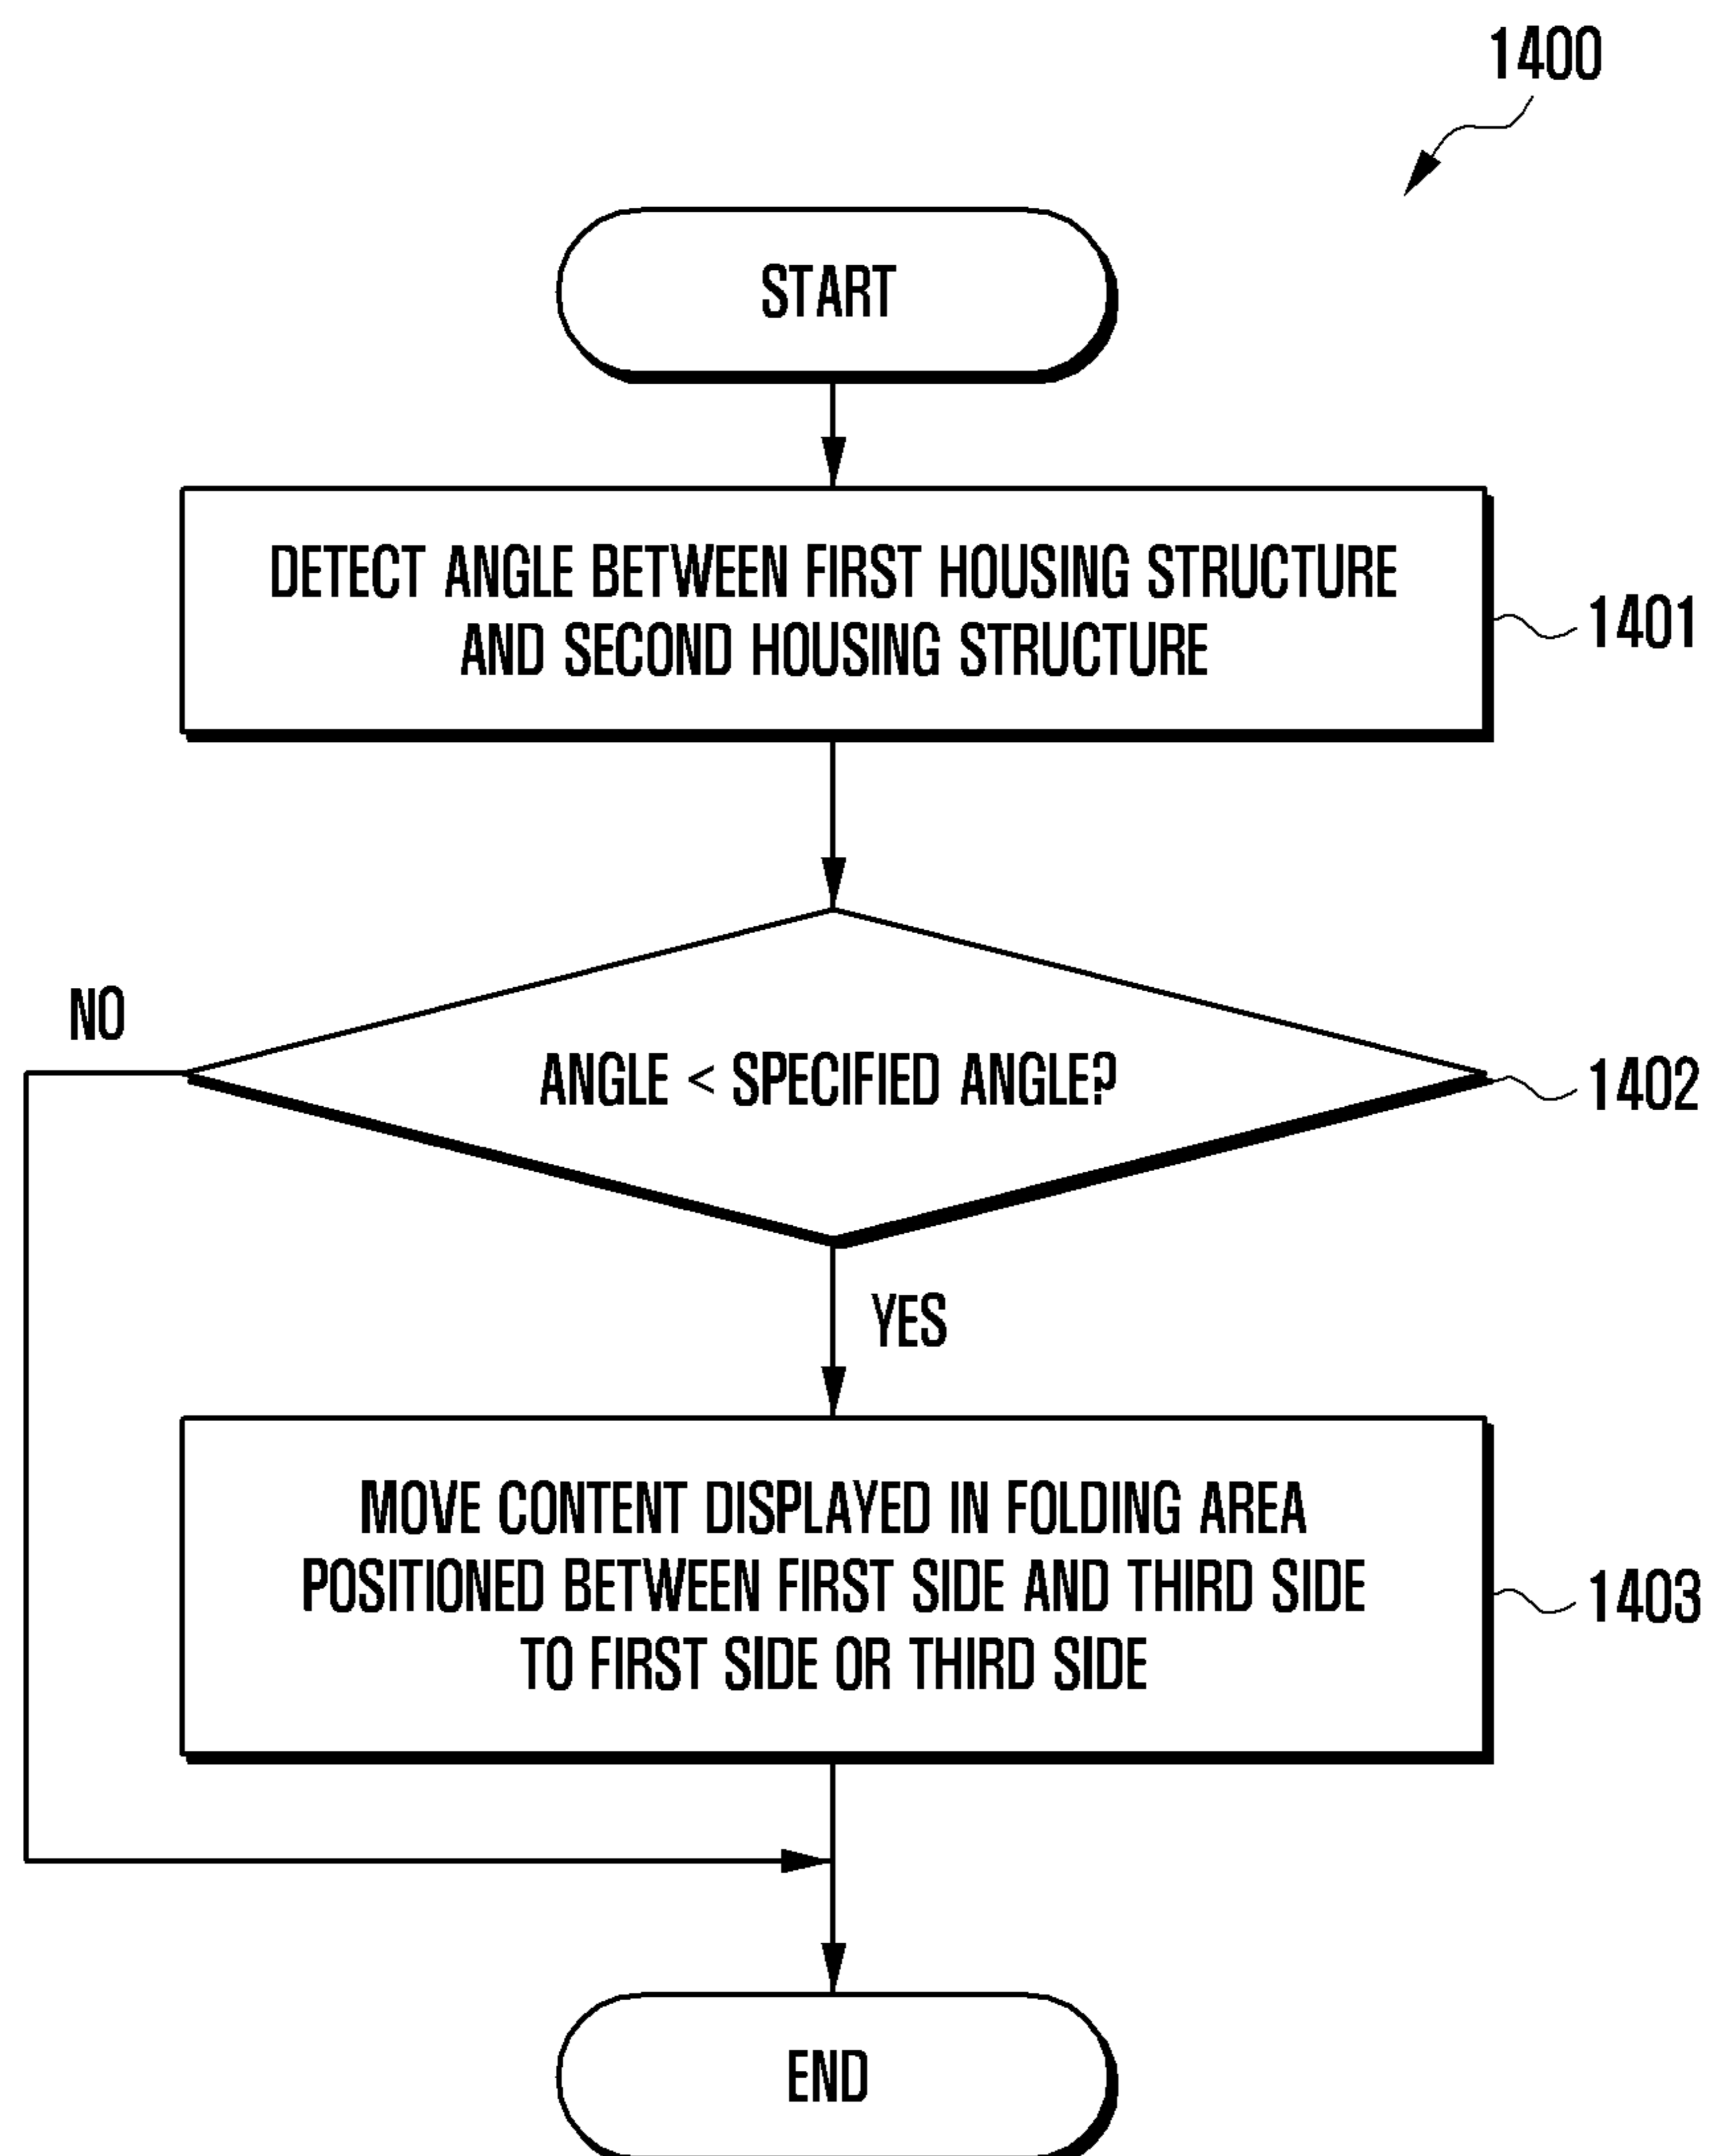 1400
START
DETECT ANGLE BETWEEN FIRST HOUSING STRUCTURE
AND SECOND HOUSING STRUCTURE
1401
NO
ANGLE < SPECIFIED ANGLE?
1402
YES
MOVE CONTENT DISPLAYED IN FOLDING AREA
POSITIONED BETWEEN FIRST SIDE AND THIRD SIDE
TO FIRST SIDE OR THIRD SIDE
1403
END